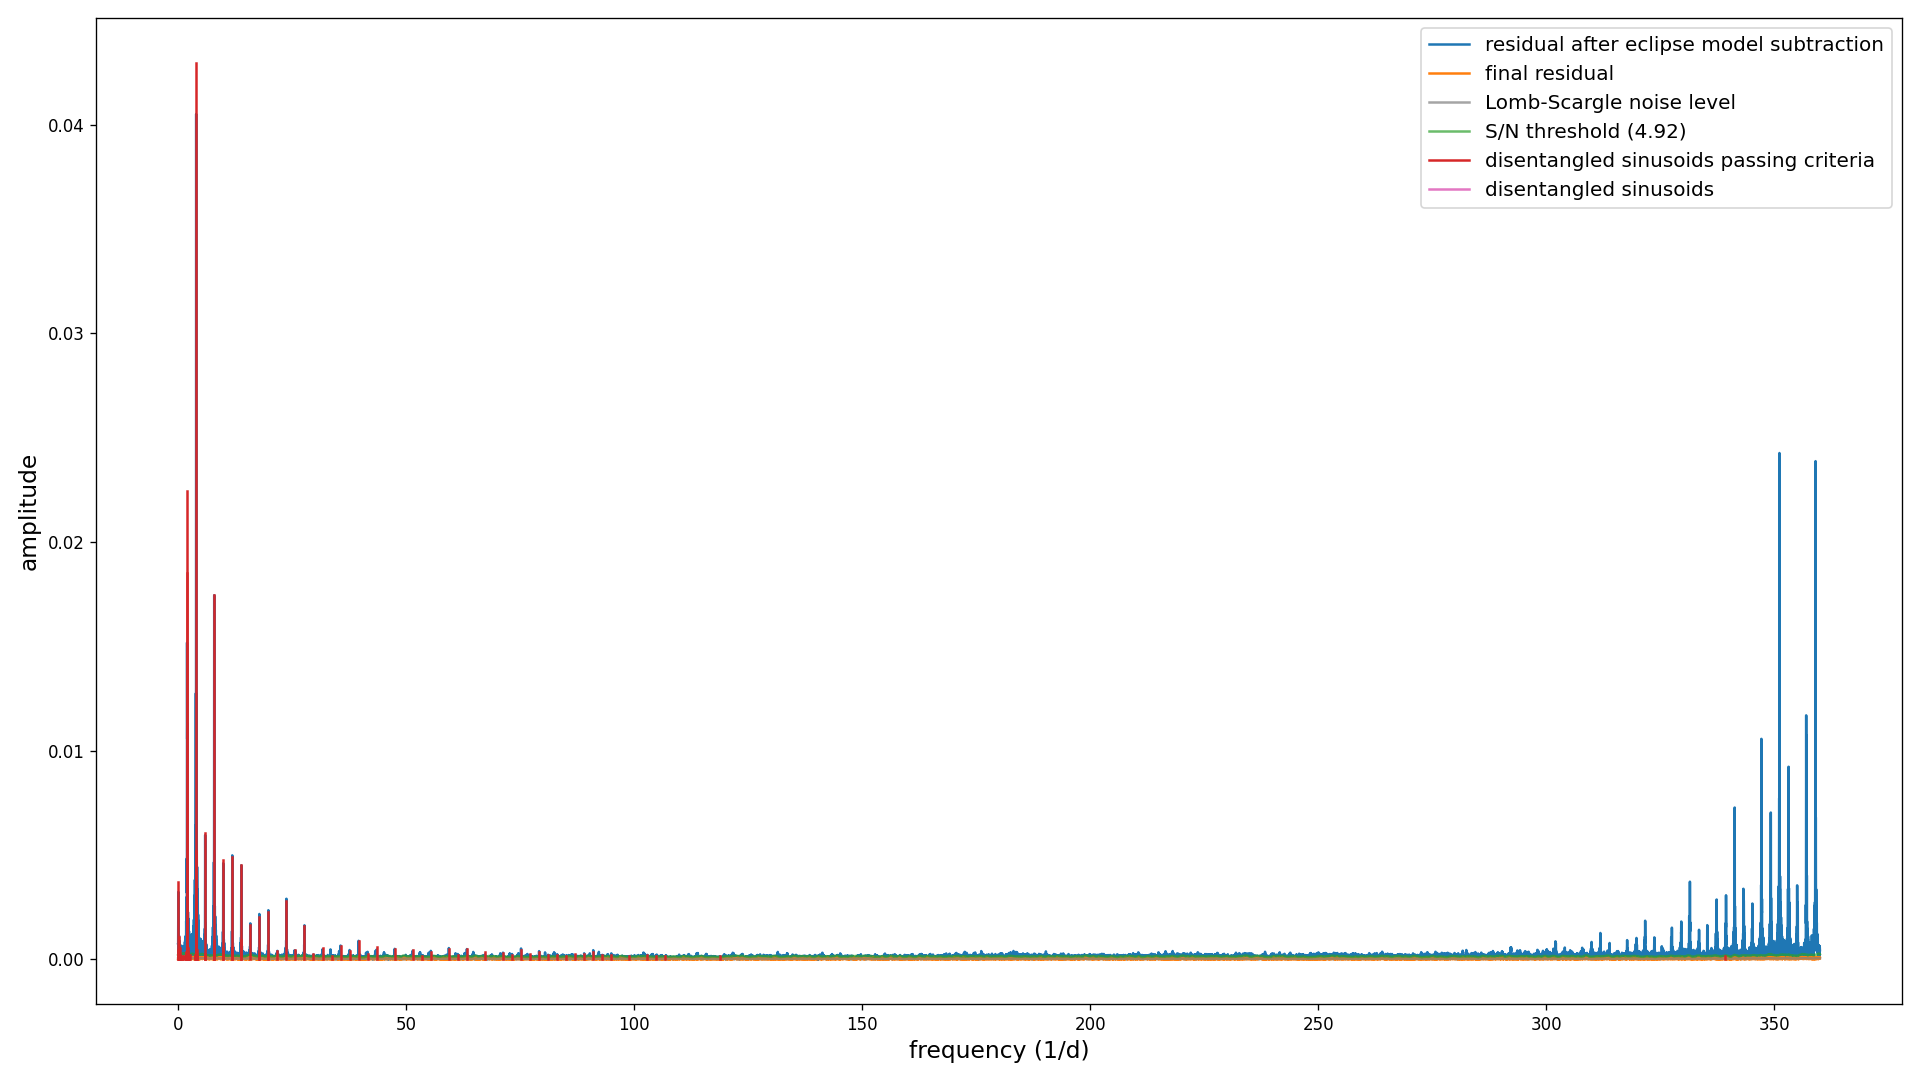 residual after eclipse model subtraction
final residual
Lomb-Scargle noise level
S/N threshold (4.92)
disentangled sinusoids passing criteria
disentangled sinusoids
0.04
0.03
0.02
0.01
0.00
amplitude
0 50 100 150 200 250 300 350
frequency (1/d)